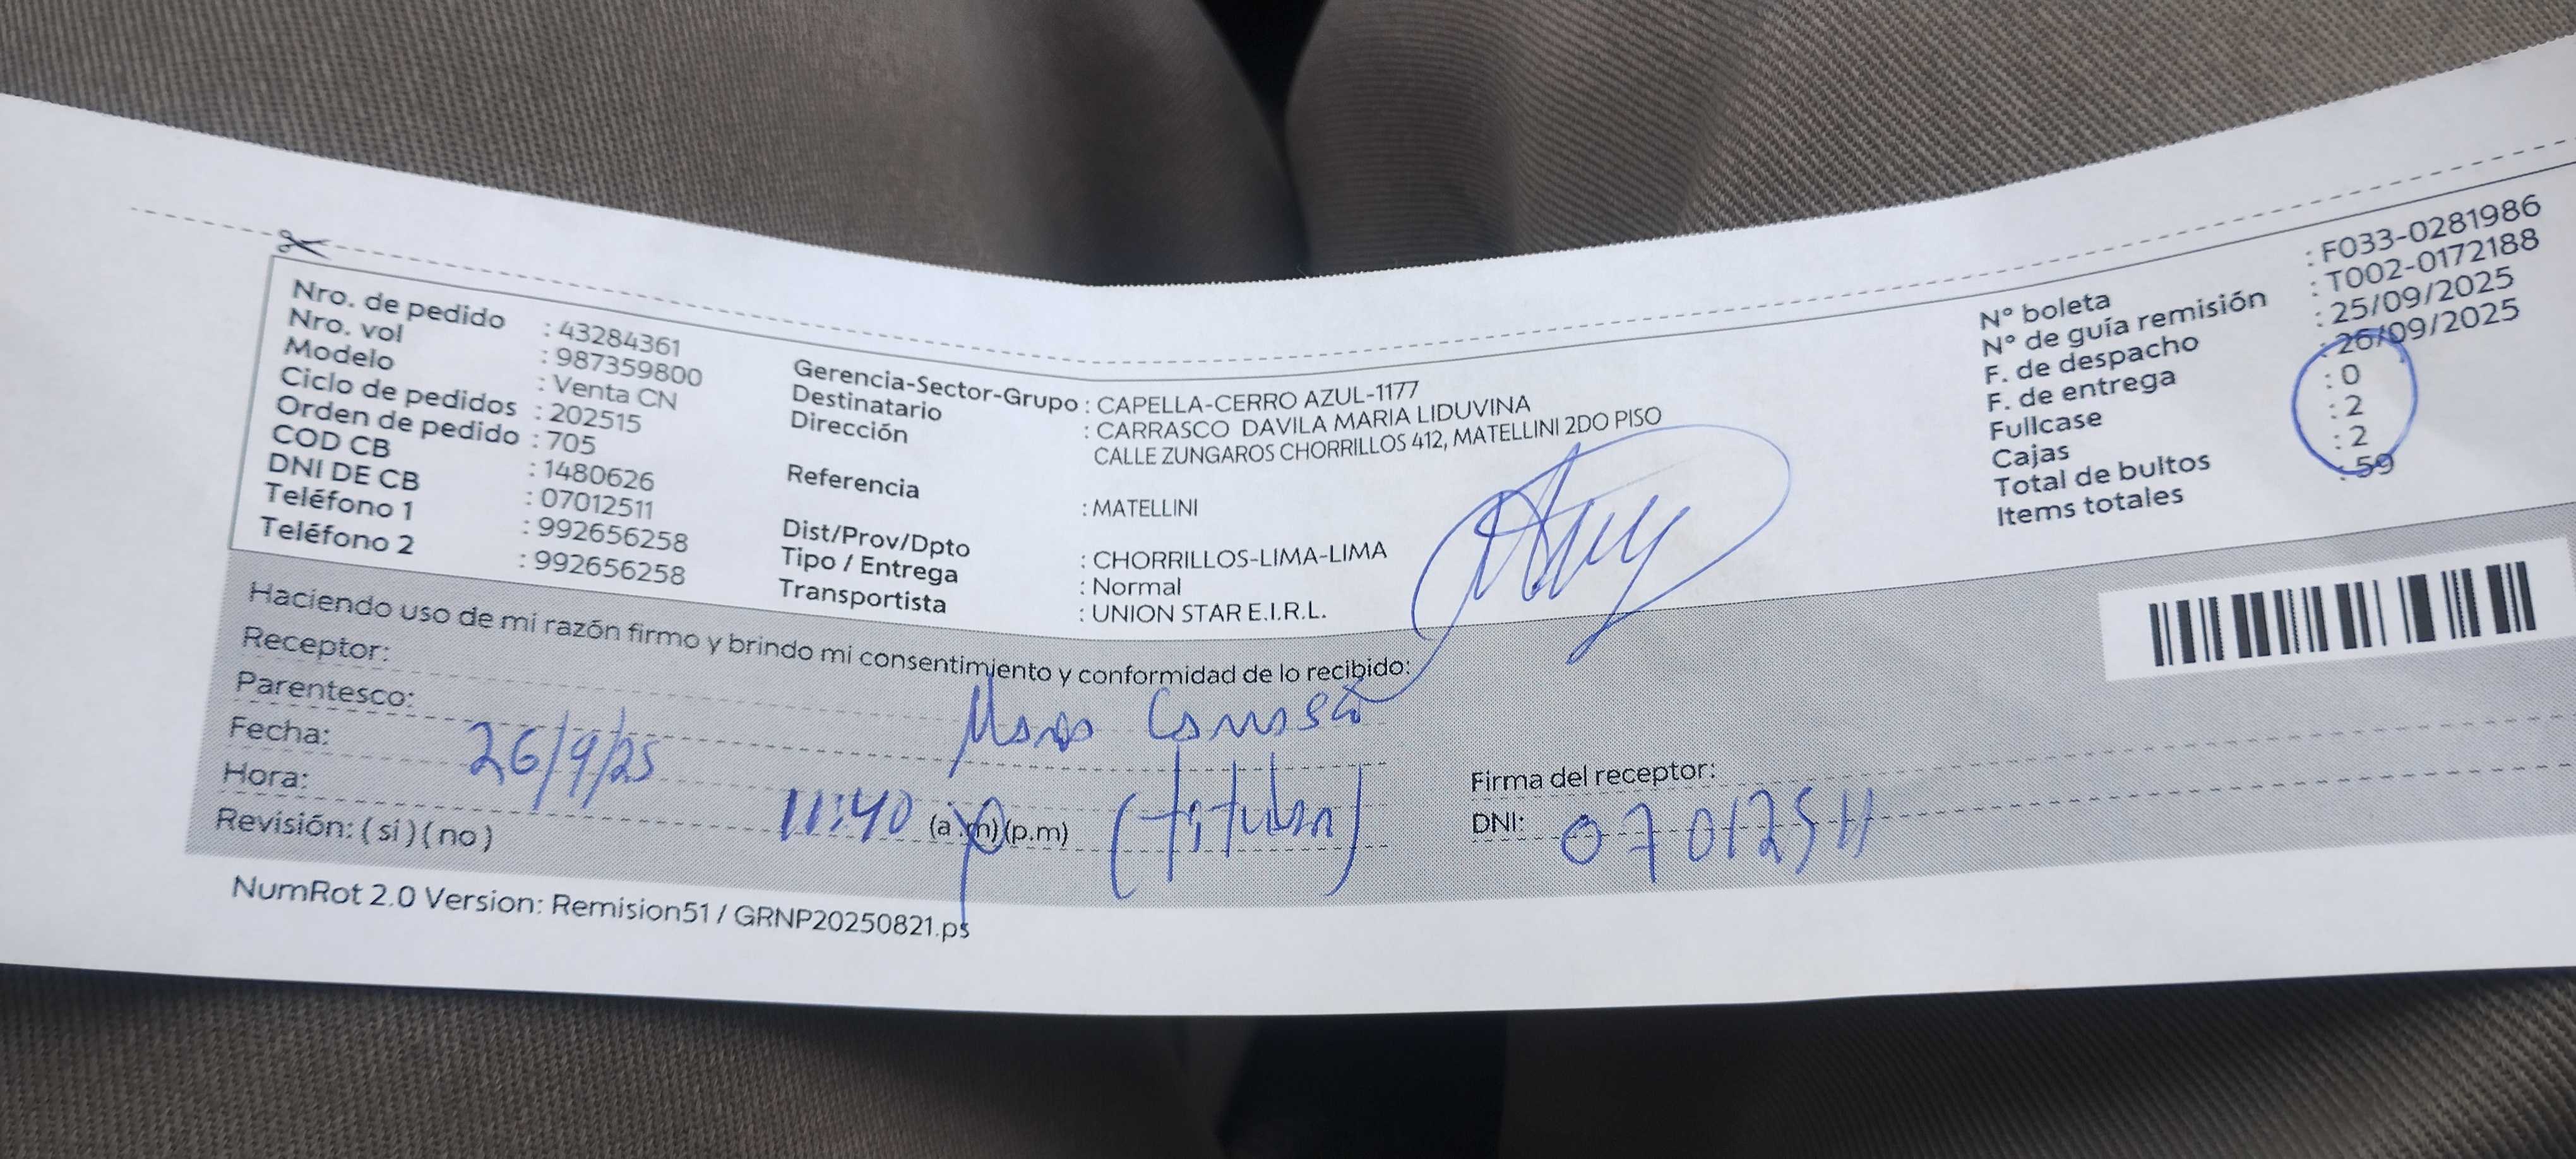 Nro. de pedido : 43284361
Nro. vol : 987359800
Modelo : Venta CN
Ciclo de pedidos : 202515
Orden de pedido : 705
COD CB : 1480626
DNI DE CB : 07012511
Teléfono 1 : 992656258
Teléfono 2 : 992656258
Gerencia-Sector-Grupo : CAPELLA-CERRO AZUL-1177
Destinatario : CARRASCO DAVILA MARIA LIDUVINA
Dirección CALLE ZUNGAROS CHORRILLOS 412, MATELLINI 2DO PISO
Referencia : MATELLINI
Dist/Prov/Dpto : CHORRILLOS-LIMA-LIMA
Tipo / Entrega : Normal
Transportista : UNION STAR E.I.R.L.
N° boleta : F033-0281986
N° de guía remisión : T002-0172188
F. de despacho : 25/09/2025
F. de entrega : 26/09/2025
Fullcase : 0
Cajas : 2
Total de bultos : 2
Items totales : 59
Haciendo uso de mi razón firmo y brindo mi consentimiento y conformidad de lo recibido:
Receptor: Maria Carrasco
Parentesco: (titular)
Fecha: 26/9/25
Hora: 11:40 (a.m)(p.m)
Revisión: ( si ) ( no )
Firma del receptor:
DNI: 07012511
NumRot 2.0 Version: Remision51 / GRNP20250821.ps